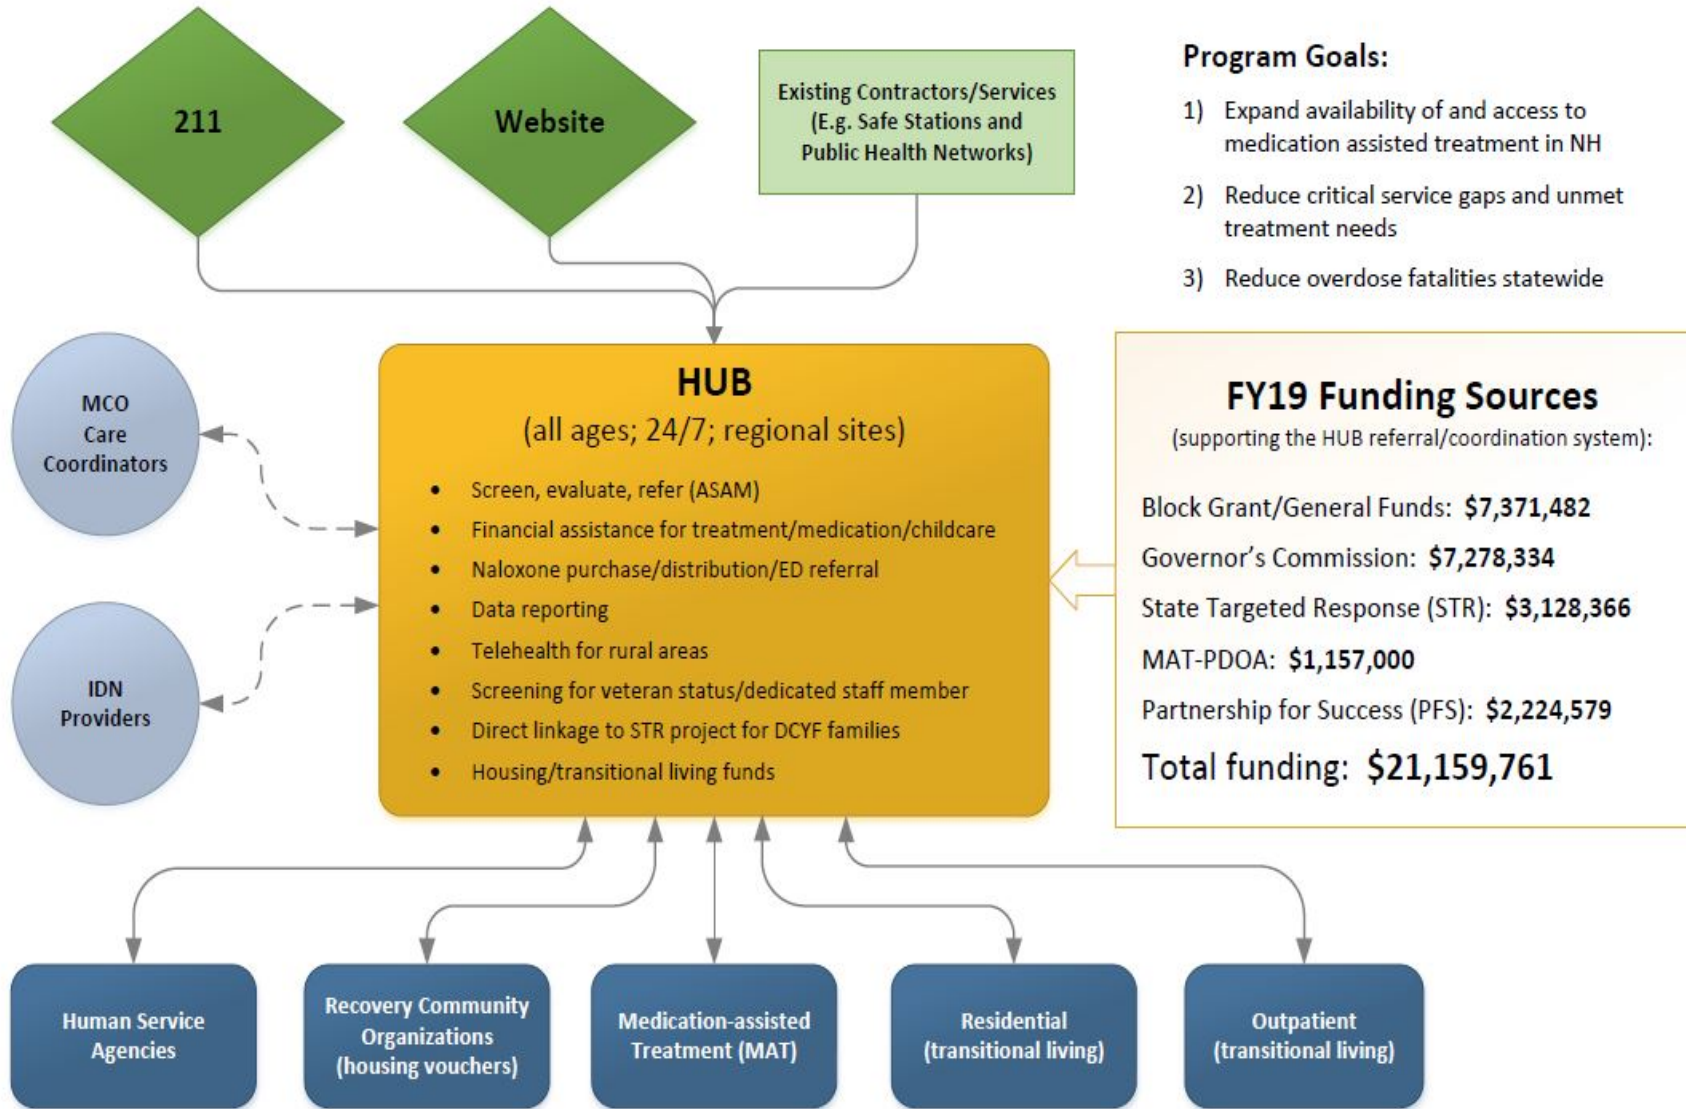 211
Website
Existing Contractors/Services
(E.g. Safe Stations and
Public Health Networks)
Program Goals:
1) Expand availability of and access to
medication assisted treatment in NH
2) Reduce critical service gaps and unmet
treatment needs
3) Reduce overdose fatalities statewide
MCO
Care
Coordinators
IDN
Providers
HUB
(all ages; 24/7; regional sites)
• Screen, evaluate, refer (ASAM)
• Financial assistance for treatment/medication/childcare
• Naloxone purchase/distribution/ED referral
• Data reporting
• Telehealth for rural areas
• Screening for veteran status/dedicated staff member
• Direct linkage to STR project for DCYF families
• Housing/transitional living funds
FY19 Funding Sources
(supporting the HUB referral/coordination system):
Block Grant/General Funds: $7,371,482
Governor’s Commission: $7,278,334
State Targeted Response (STR): $3,128,366
MAT-PDOA: $1,157,000
Partnership for Success (PFS): $2,224,579
Total funding: $21,159,761
Human Service
Agencies
Recovery Community
Organizations
(housing vouchers)
Medication-assisted
Treatment (MAT)
Residential
(transitional living)
Outpatient
(transitional living)